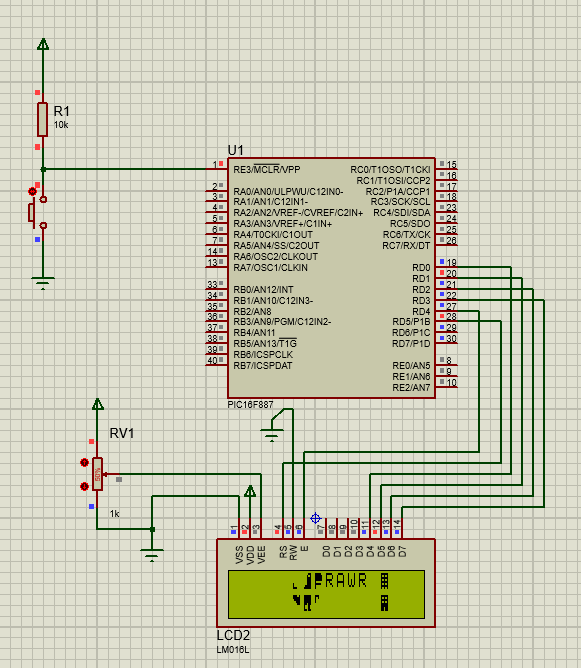 R1
10k
U1
1 RE3/MCLR/VPP RC0/T1OSO/T1CKI 15
RC1/T1OSI/CCP2 16
2 RA0/AN0/ULPWU/C12IN0- RC2/P1A/CCP1 17
3 RA1/AN1/C12IN1- RC3/SCK/SCL 18
4 RA2/AN2/VREF-/CVREF/C2IN+ RC4/SDI/SDA 23
5 RA3/AN3/VREF+/C1IN+ RC5/SDO 24
6 RA4/T0CKI/C1OUT RC6/TX/CK 25
7 RA5/AN4/SS/C2OUT RC7/RX/DT 26
14 RA6/OSC2/CLKOUT
13 RA7/OSC1/CLKIN RD0 19
RD1 20
33 RB0/AN12/INT RD2 21
34 RB1/AN10/C12IN3- RD3 22
35 RB2/AN8 RD4 27
36 RB3/AN9/PGM/C12IN2- RD5/P1B 28
37 RB4/AN11 RD6/P1C 29
38 RB5/AN13/T1G RD7/P1D 30
39 RB6/ICSPCLK
40 RB7/ICSPDAT RE0/AN5 8
RE1/AN6 9
RE2/AN7 10
PIC16F887
RV1
50%
1k
1 2 3 4 5 6 7 8 9 10 11 12 13 14
VSS VDD VEE RS RW E D0 D1 D2 D3 D4 D5 D6 D7
PRAWR
LCD2
LM016L